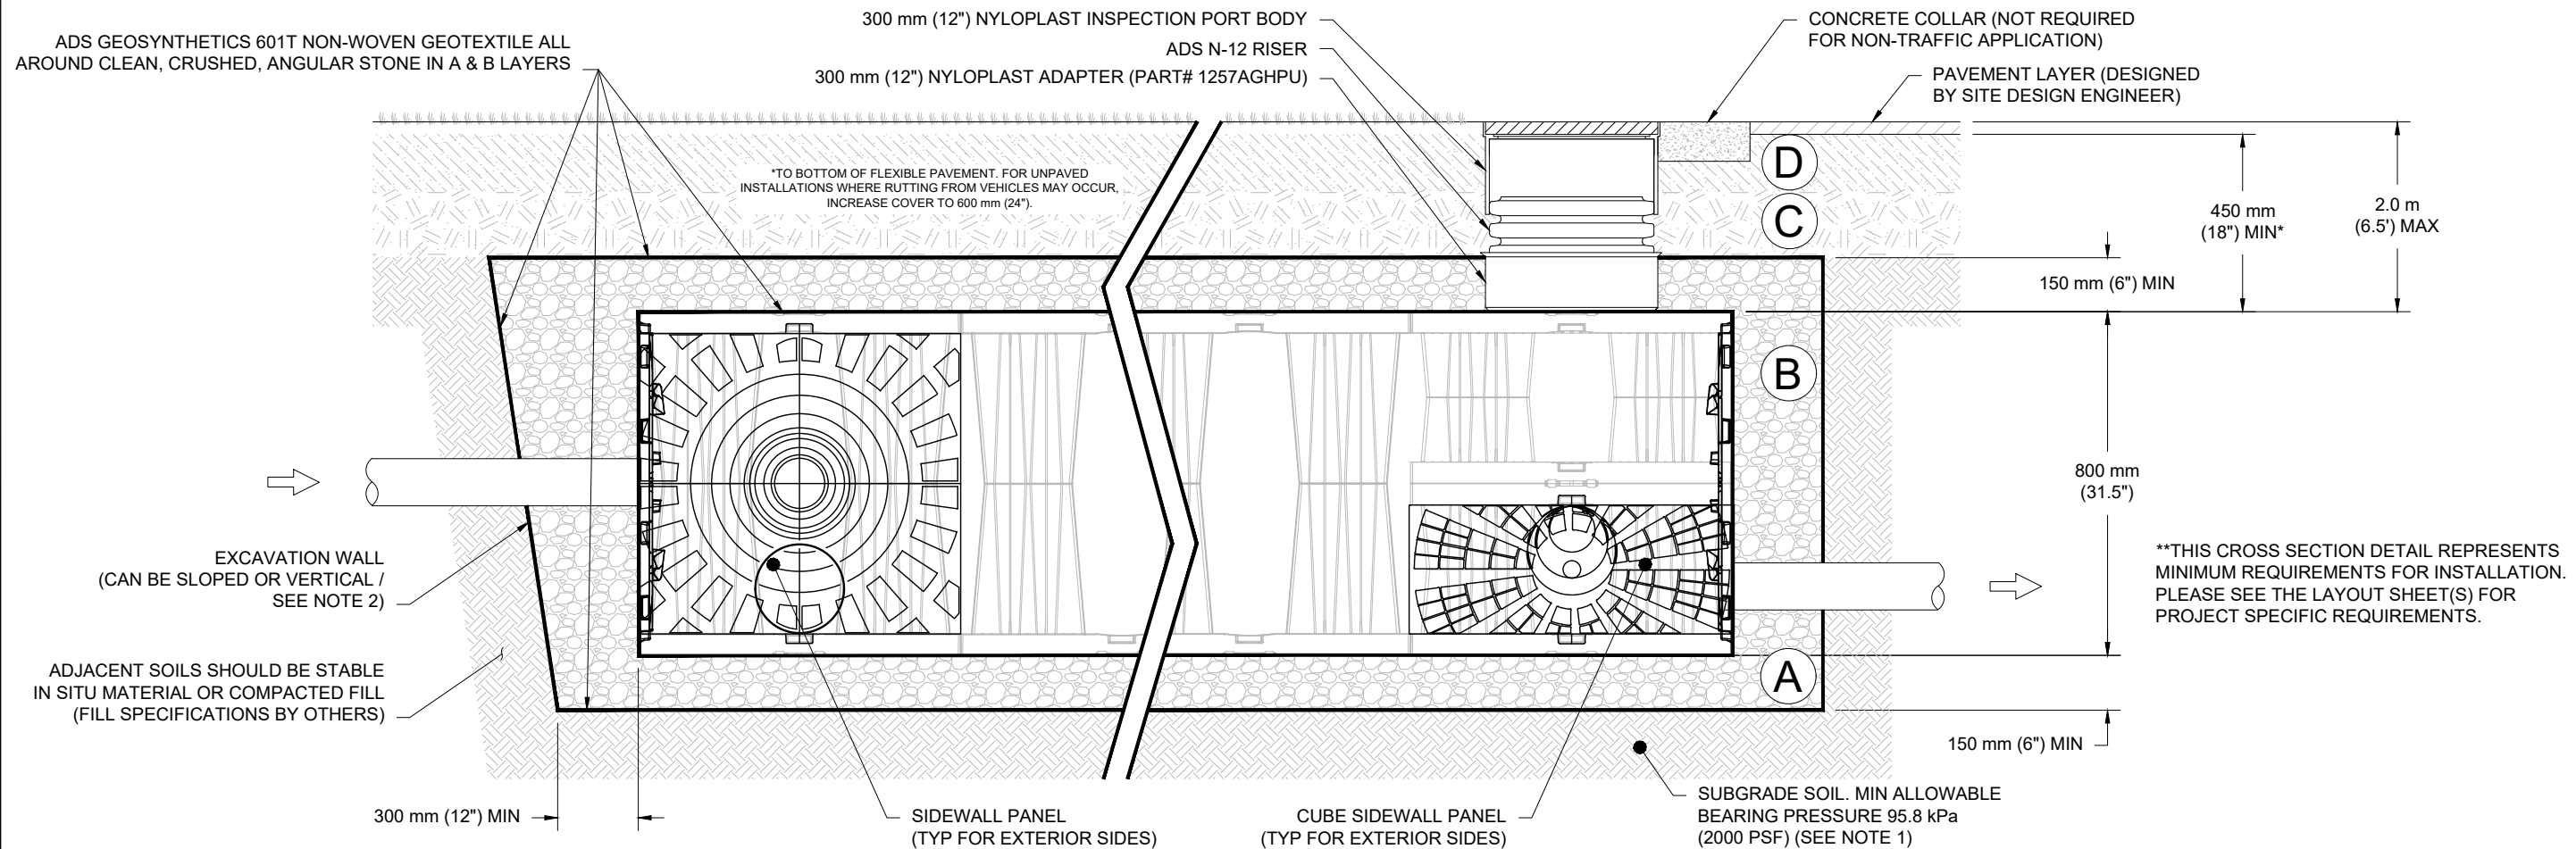 300 mm (12") NYLOPLAST INSPECTION PORT BODY
ADS N-12 RISER
300 mm (12") NYLOPLAST ADAPTER (PART# 1257AGHPU)
CONCRETE COLLAR (NOT REQUIRED
FOR NON-TRAFFIC APPLICATION)
PAVEMENT LAYER (DESIGNED
BY SITE DESIGN ENGINEER)
ADS GEOSYNTHETICS 601T NON-WOVEN GEOTEXTILE ALL
AROUND CLEAN, CRUSHED, ANGULAR STONE IN A & B LAYERS
*TO BOTTOM OF FLEXIBLE PAVEMENT. FOR UNPAVED
INSTALLATIONS WHERE RUTTING FROM VEHICLES MAY OCCUR,
INCREASE COVER TO 600 mm (24").
D
C
450 mm
(18") MIN*
2.0 m
(6.5') MAX
150 mm (6") MIN
B
800 mm
(31.5")
EXCAVATION WALL
(CAN BE SLOPED OR VERTICAL /
SEE NOTE 2)
**THIS CROSS SECTION DETAIL REPRESENTS
MINIMUM REQUIREMENTS FOR INSTALLATION.
PLEASE SEE THE LAYOUT SHEET(S) FOR
PROJECT SPECIFIC REQUIREMENTS.
ADJACENT SOILS SHOULD BE STABLE
IN SITU MATERIAL OR COMPACTED FILL
(FILL SPECIFICATIONS BY OTHERS)
A
150 mm (6") MIN
300 mm (12") MIN
SIDEWALL PANEL
(TYP FOR EXTERIOR SIDES)
CUBE SIDEWALL PANEL
(TYP FOR EXTERIOR SIDES)
SUBGRADE SOIL. MIN ALLOWABLE
BEARING PRESSURE 95.8 kPa
(2000 PSF) (SEE NOTE 1)